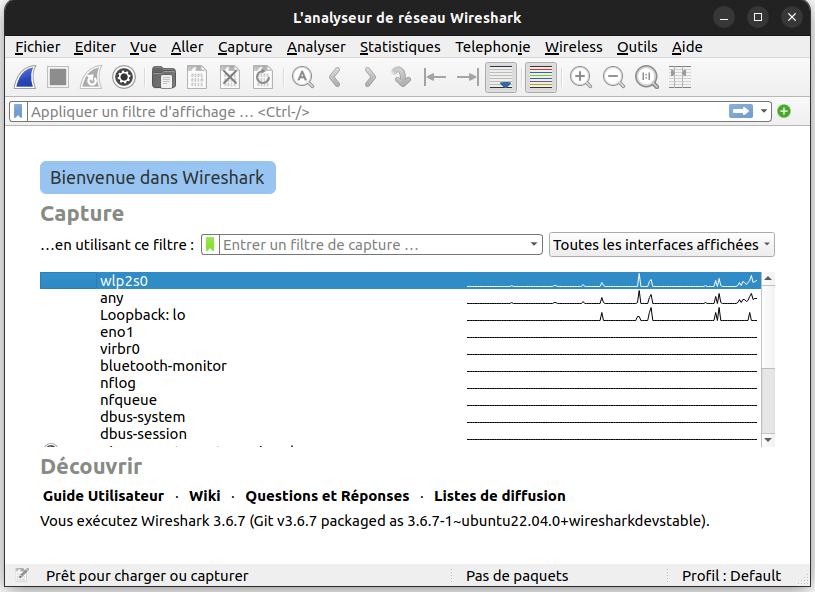 L'analyseur de réseau Wireshark
Fichier Editer Vue Aller Capture Analyser Statistiques Telephonie Wireless Outils Aide
Appliquer un filtre d'affichage … <Ctrl-/>
Bienvenue dans Wireshark
Capture
…en utilisant ce filtre : Entrer un filtre de capture … Toutes les interfaces affichées
wlp2s0
any
Loopback: lo
eno1
virbr0
bluetooth-monitor
nflog
nfqueue
dbus-system
dbus-session
Découvrir
Guide Utilisateur · Wiki · Questions et Réponses · Listes de diffusion
Vous exécutez Wireshark 3.6.7 (Git v3.6.7 packaged as 3.6.7-1~ubuntu22.04.0+wiresharkdevstable).
Prêt pour charger ou capturer Pas de paquets Profil : Default